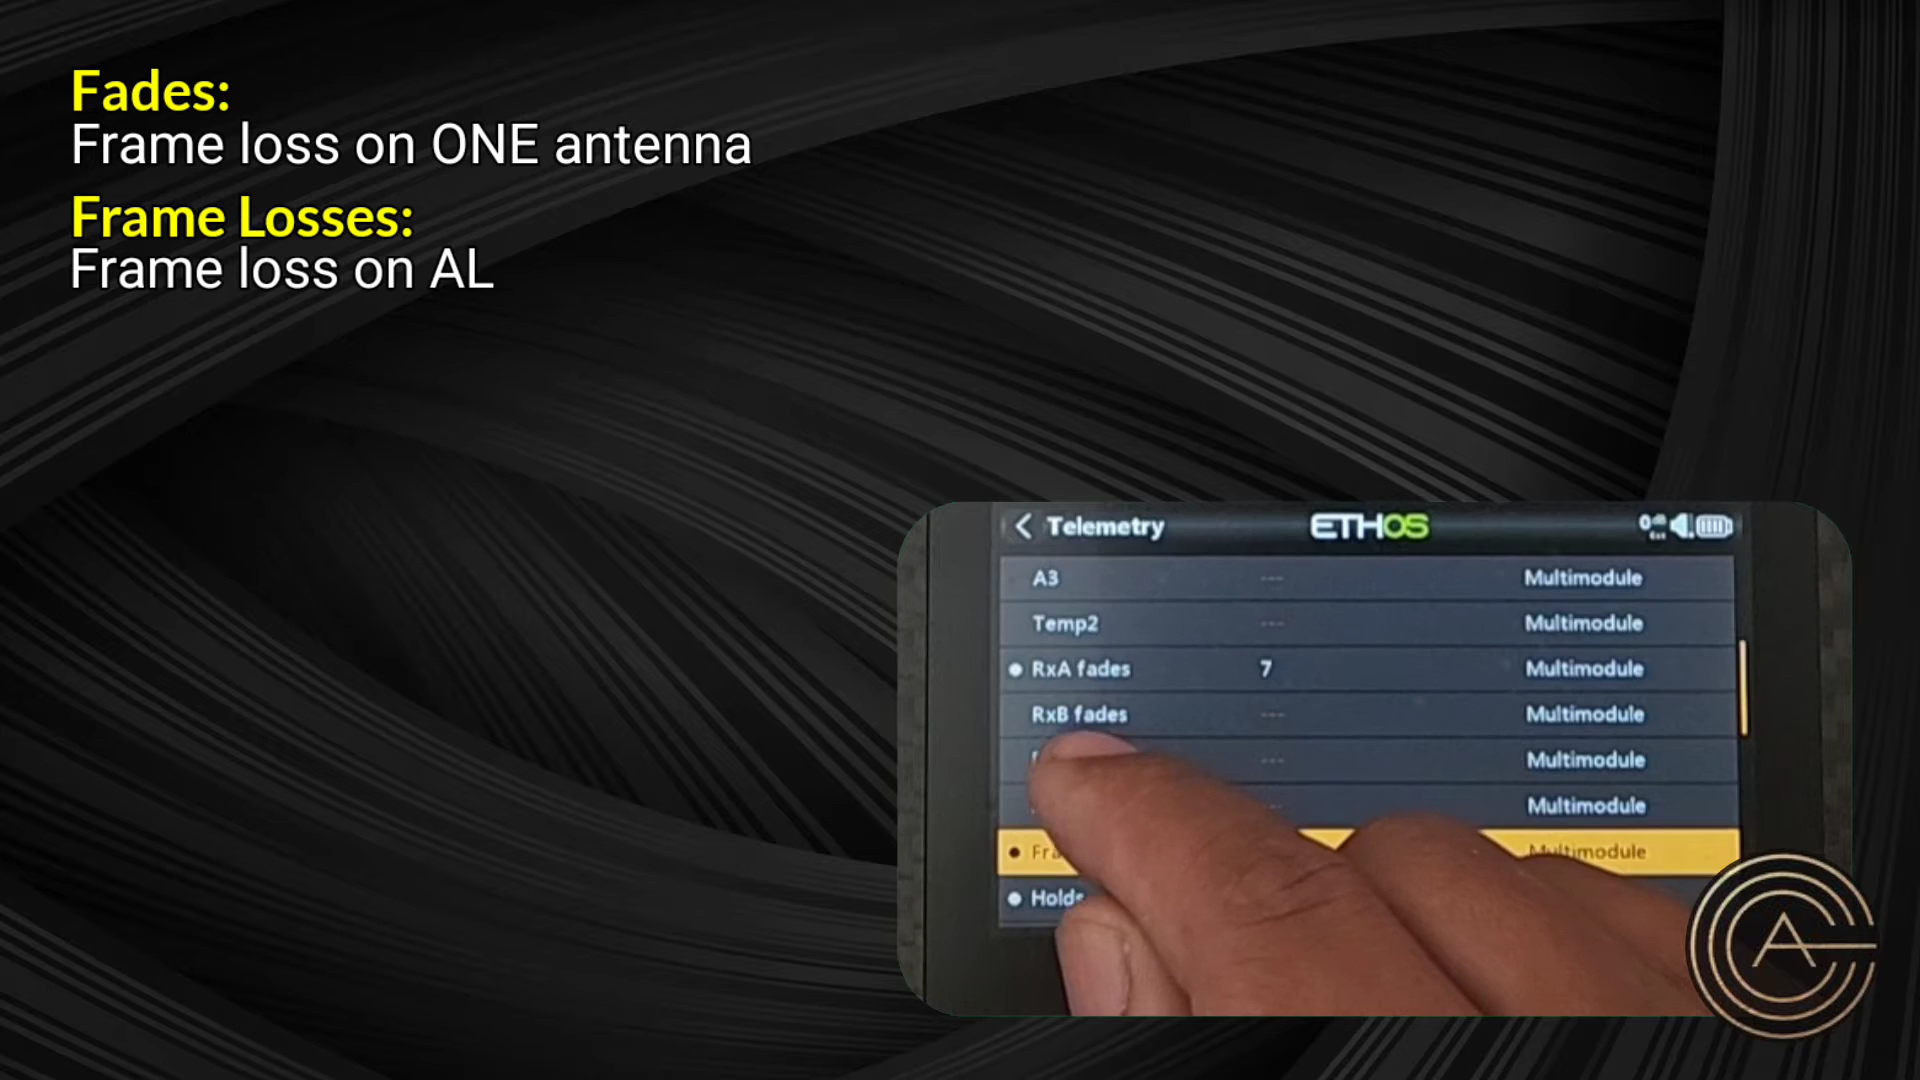 Fades:
Frame loss on ONE antenna
Frame Losses:
Frame loss on AL
Telemetry ETHOS
A3 --- Multimodule
Temp2 --- Multimodule
RxA fades 7 Multimodule
RxB fades --- Multimodule
--- Multimodule
Multimodule
Multimodule
Holds